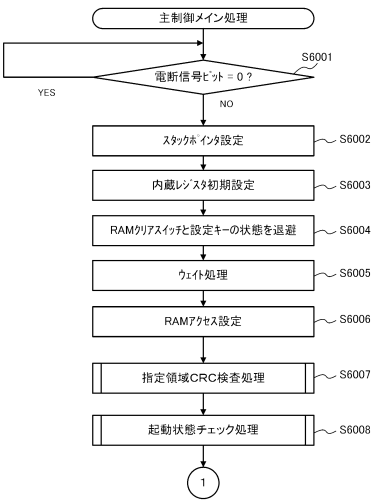 主制御メイン処理
S6001
電断信号ビット = 0 ?
YES
NO
スタックポインタ設定
S6002
内蔵レジスタ初期設定
S6003
RAMクリアスイッチと設定キーの状態を退避
S6004
ウェイト処理
S6005
RAMアクセス設定
S6006
指定領域CRC検査処理
S6007
起動状態チェック処理
S6008
1